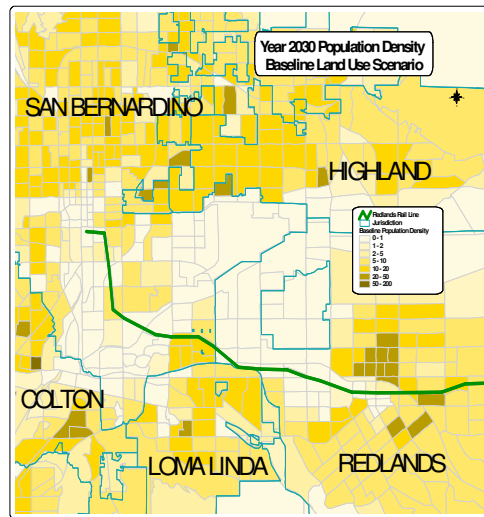 Year 2030 Population Density
Baseline Land Use Scenario
SAN BERNARDINO
HIGHLAND
Redlands Rail Line
Jurisdiction
Baseline Population Density
0 - 1
1 - 2
2 - 5
5 - 10
10 - 20
20 - 50
50 - 200
COLTON
LOMA LINDA
REDLANDS